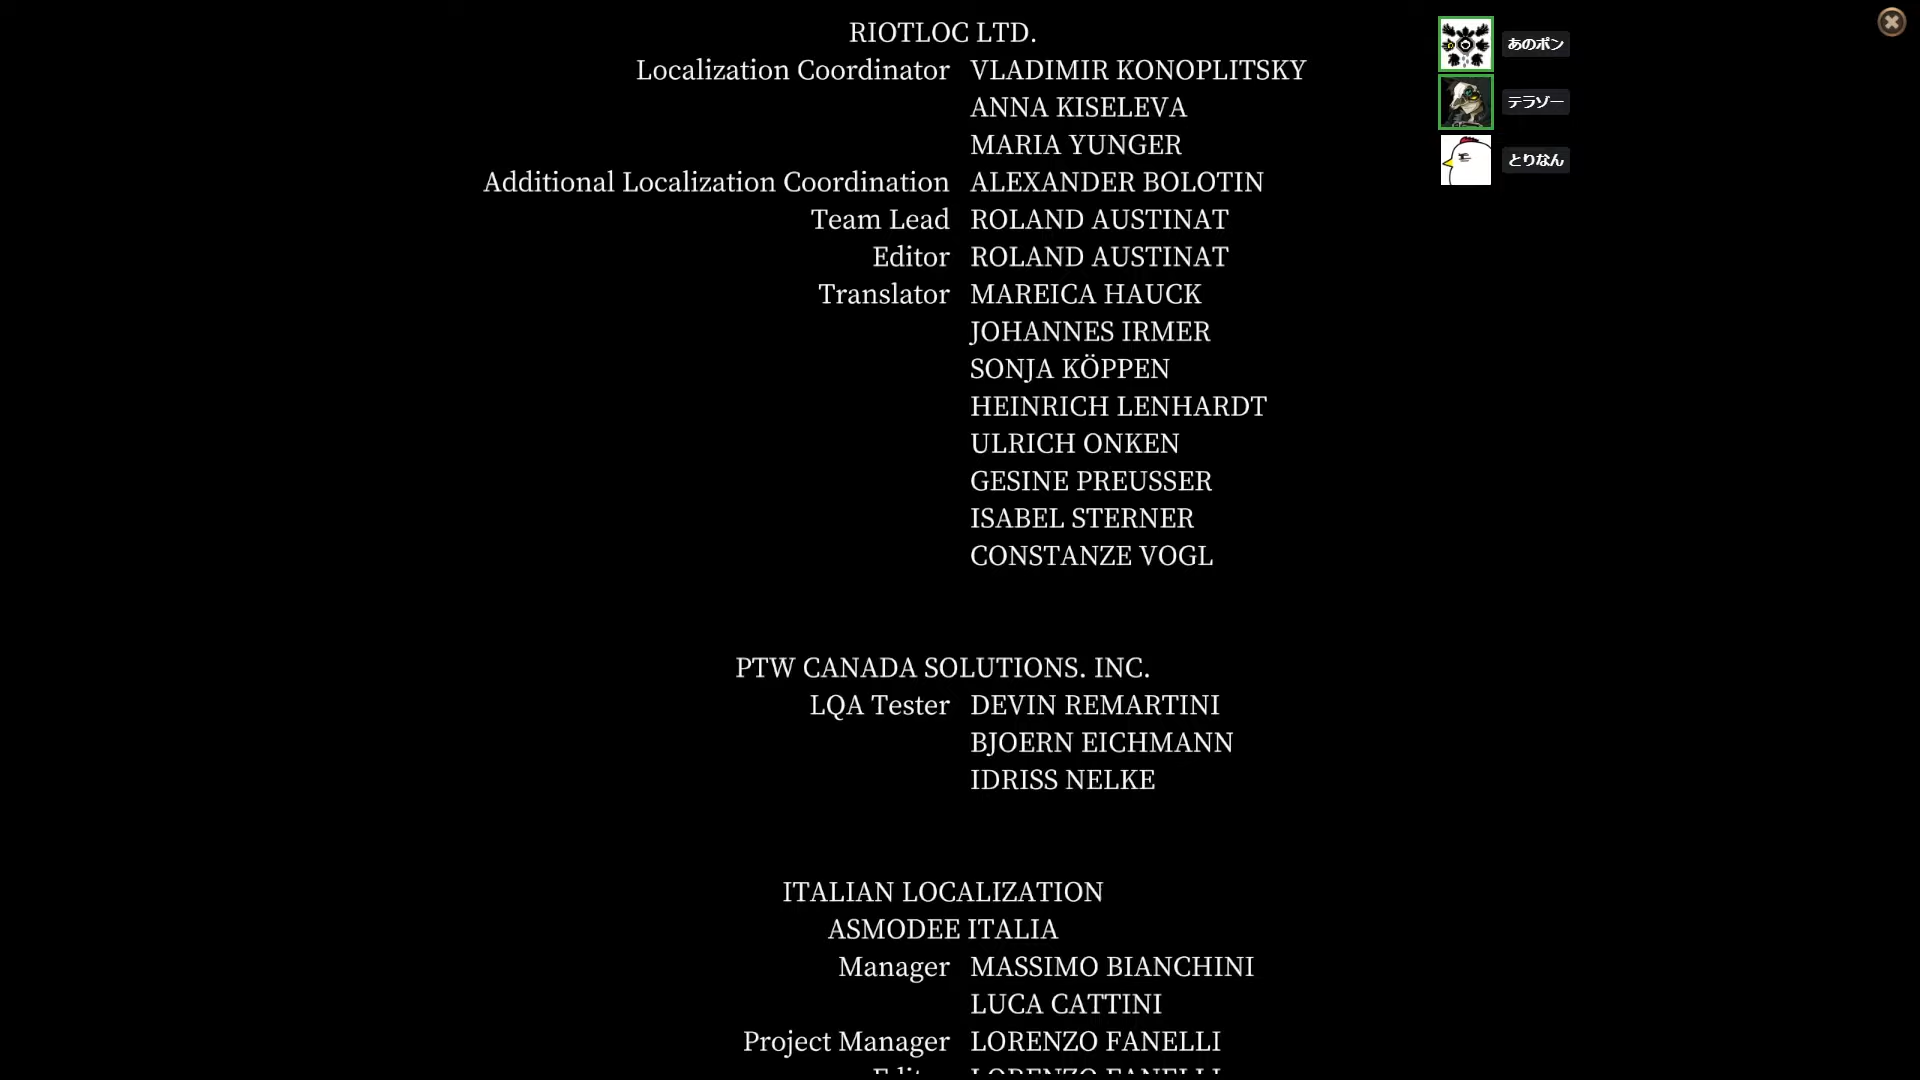 RIOTLOC LTD.
Localization Coordinator VLADIMIR KONOPLITSKY
ANNA KISELEVA
MARIA YUNGER
Additional Localization Coordination ALEXANDER BOLOTIN
Team Lead ROLAND AUSTINAT
Editor ROLAND AUSTINAT
Translator MAREICA HAUCK
JOHANNES IRMER
SONJA KÖPPEN
HEINRICH LENHARDT
ULRICH ONKEN
GESINE PREUSSER
ISABEL STERNER
CONSTANZE VOGL
PTW CANADA SOLUTIONS. INC.
LQA Tester DEVIN REMARTINI
BJOERN EICHMANN
IDRISS NELKE
ITALIAN LOCALIZATION
ASMODEE ITALIA
Manager MASSIMO BIANCHINI
LUCA CATTINI
Project Manager LORENZO FANELLI
Editor LORENZO FANELLI
あのポン
テラゾー
とりなん